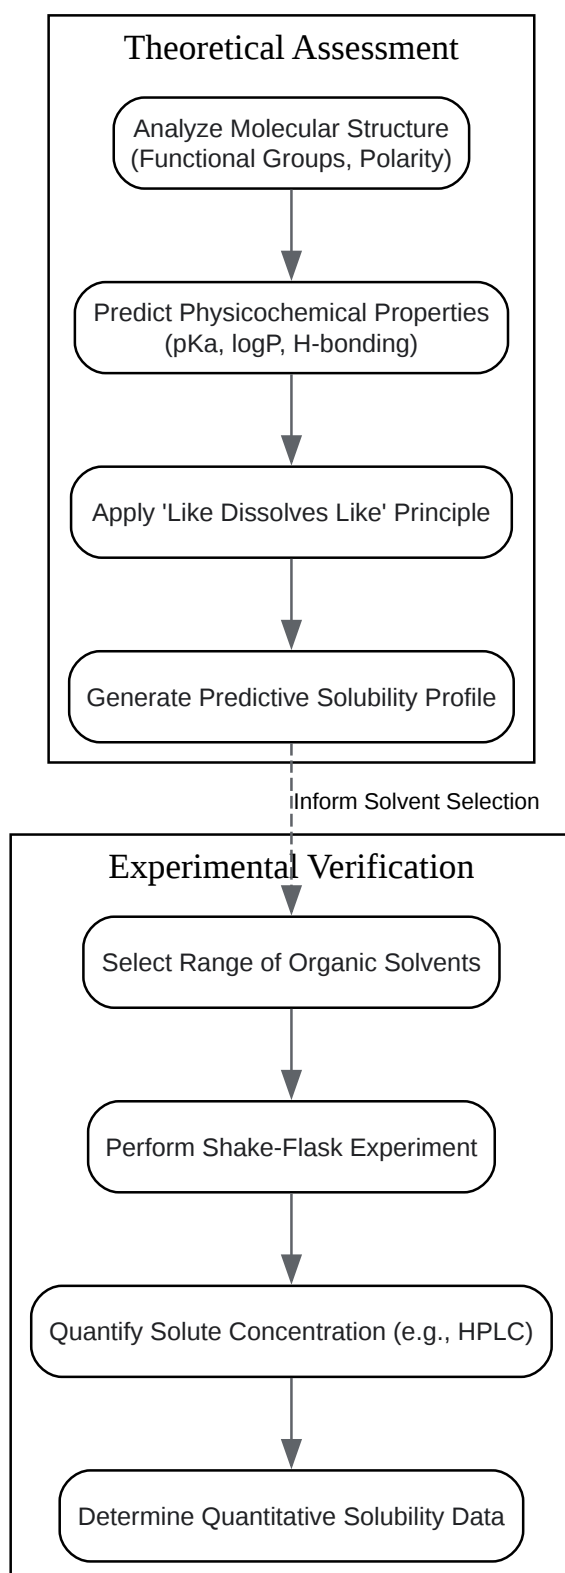 Theoretical Assessment
Analyze Molecular Structure
(Functional Groups, Polarity)
Predict Physicochemical Properties
(pKa, logP, H-bonding)
Apply 'Like Dissolves Like' Principle
Generate Predictive Solubility Profile
Inform Solvent Selection
Experimental Verification
Select Range of Organic Solvents
Perform Shake-Flask Experiment
Quantify Solute Concentration (e.g., HPLC)
Determine Quantitative Solubility Data